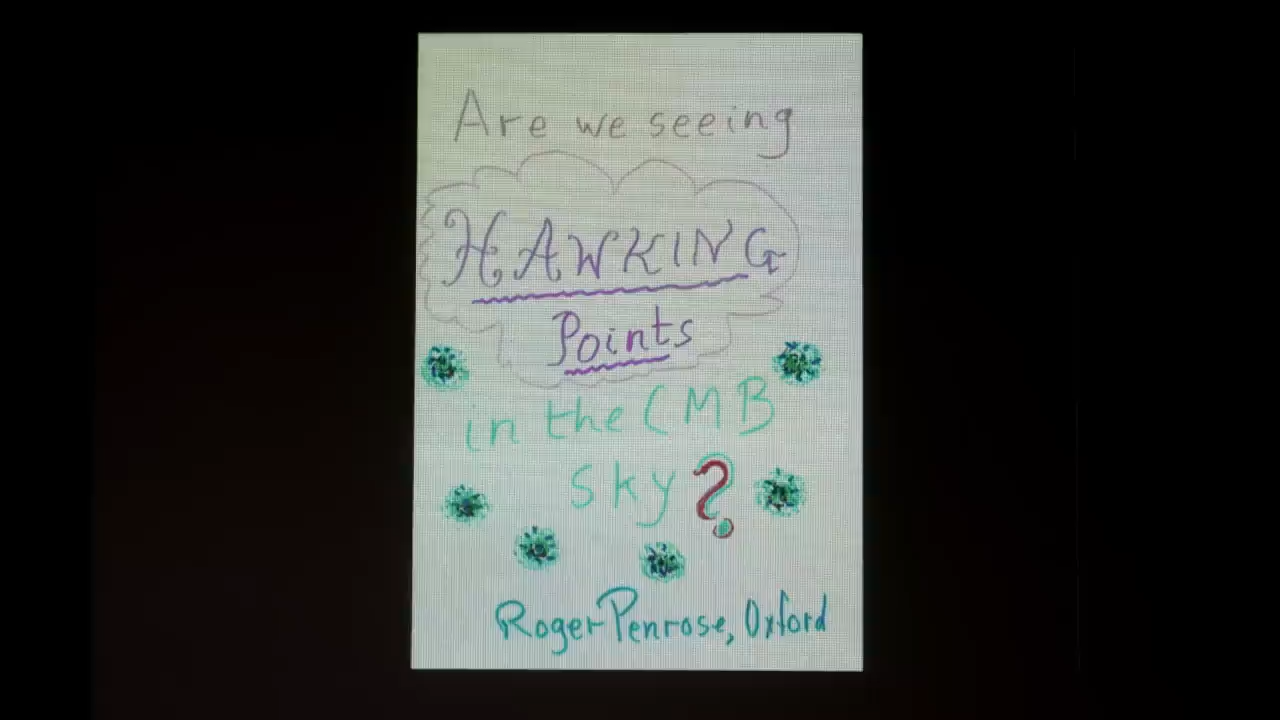 Are we seeing
HAWKING
Points
in the CMB
sky?
Roger Penrose, Oxford